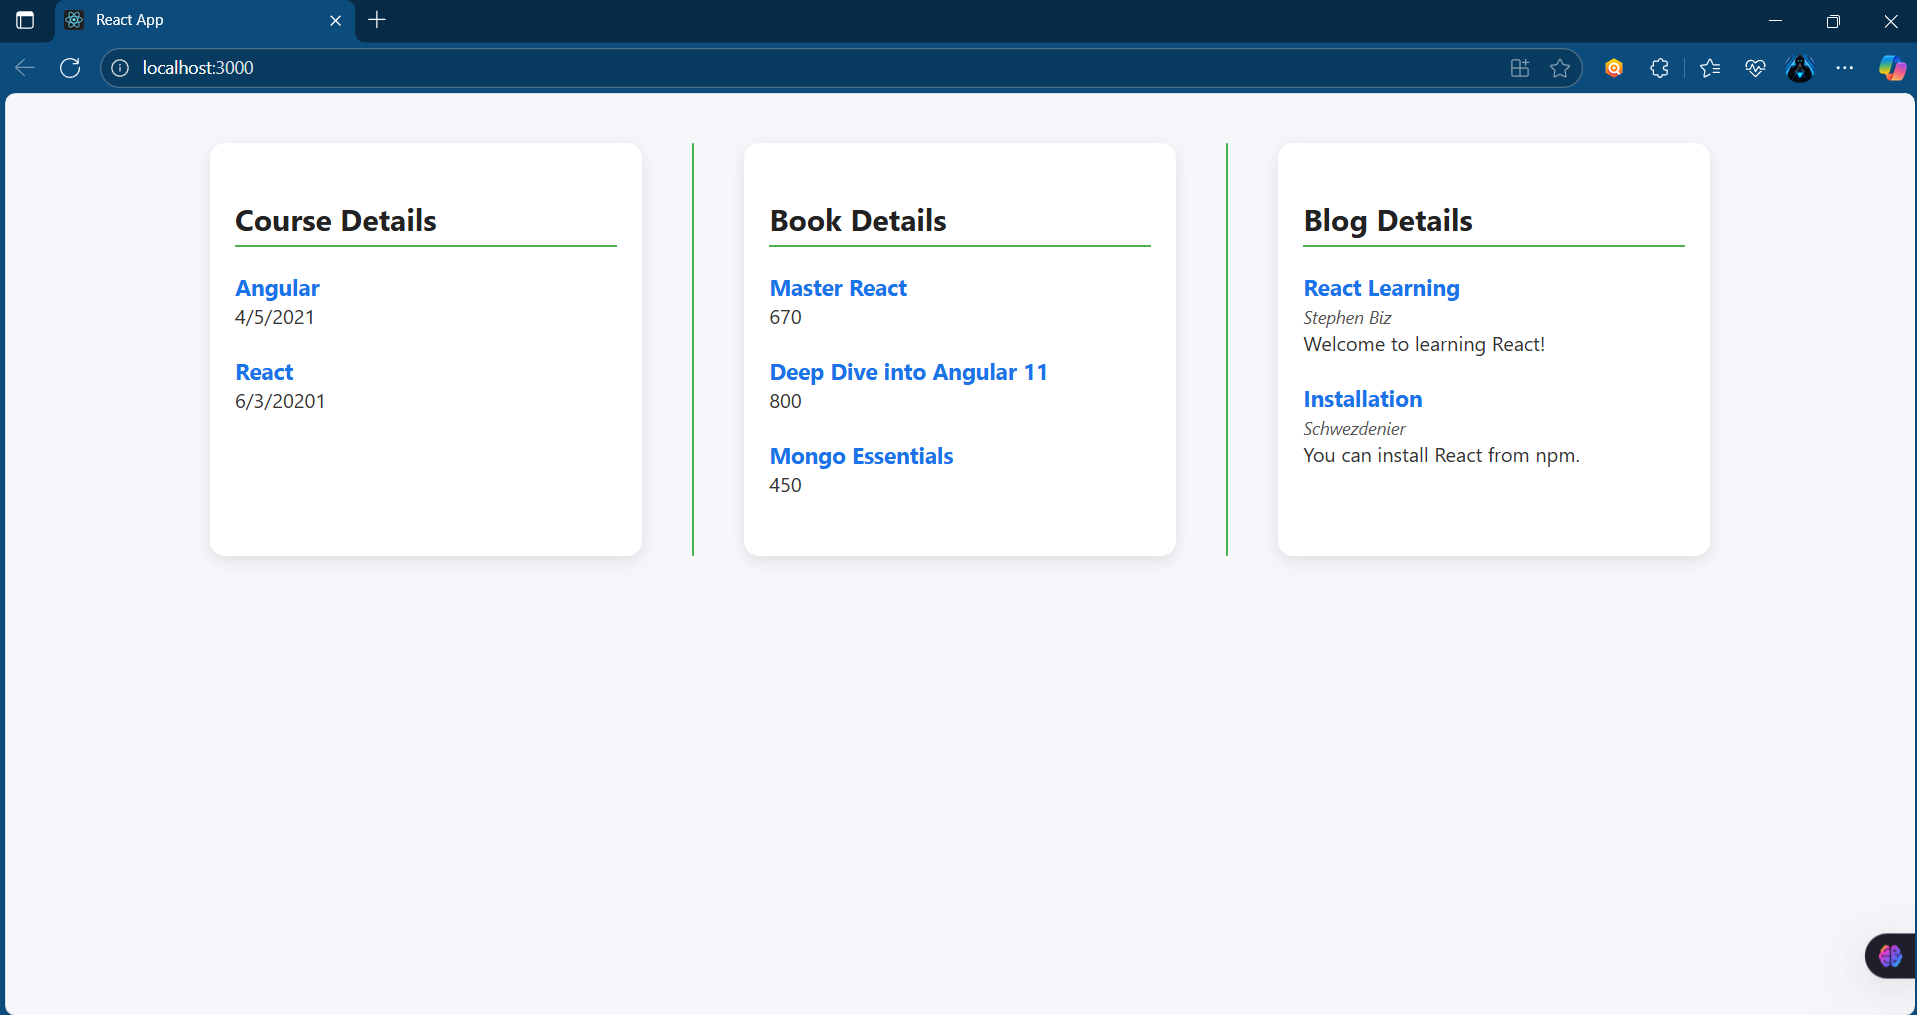 React App
localhost:3000
Course Details
Angular
4/5/2021
React
6/3/20201
Book Details
Master React
670
Deep Dive into Angular 11
800
Mongo Essentials
450
Blog Details
React Learning
Stephen Biz
Welcome to learning React!
Installation
Schwezdenier
You can install React from npm.